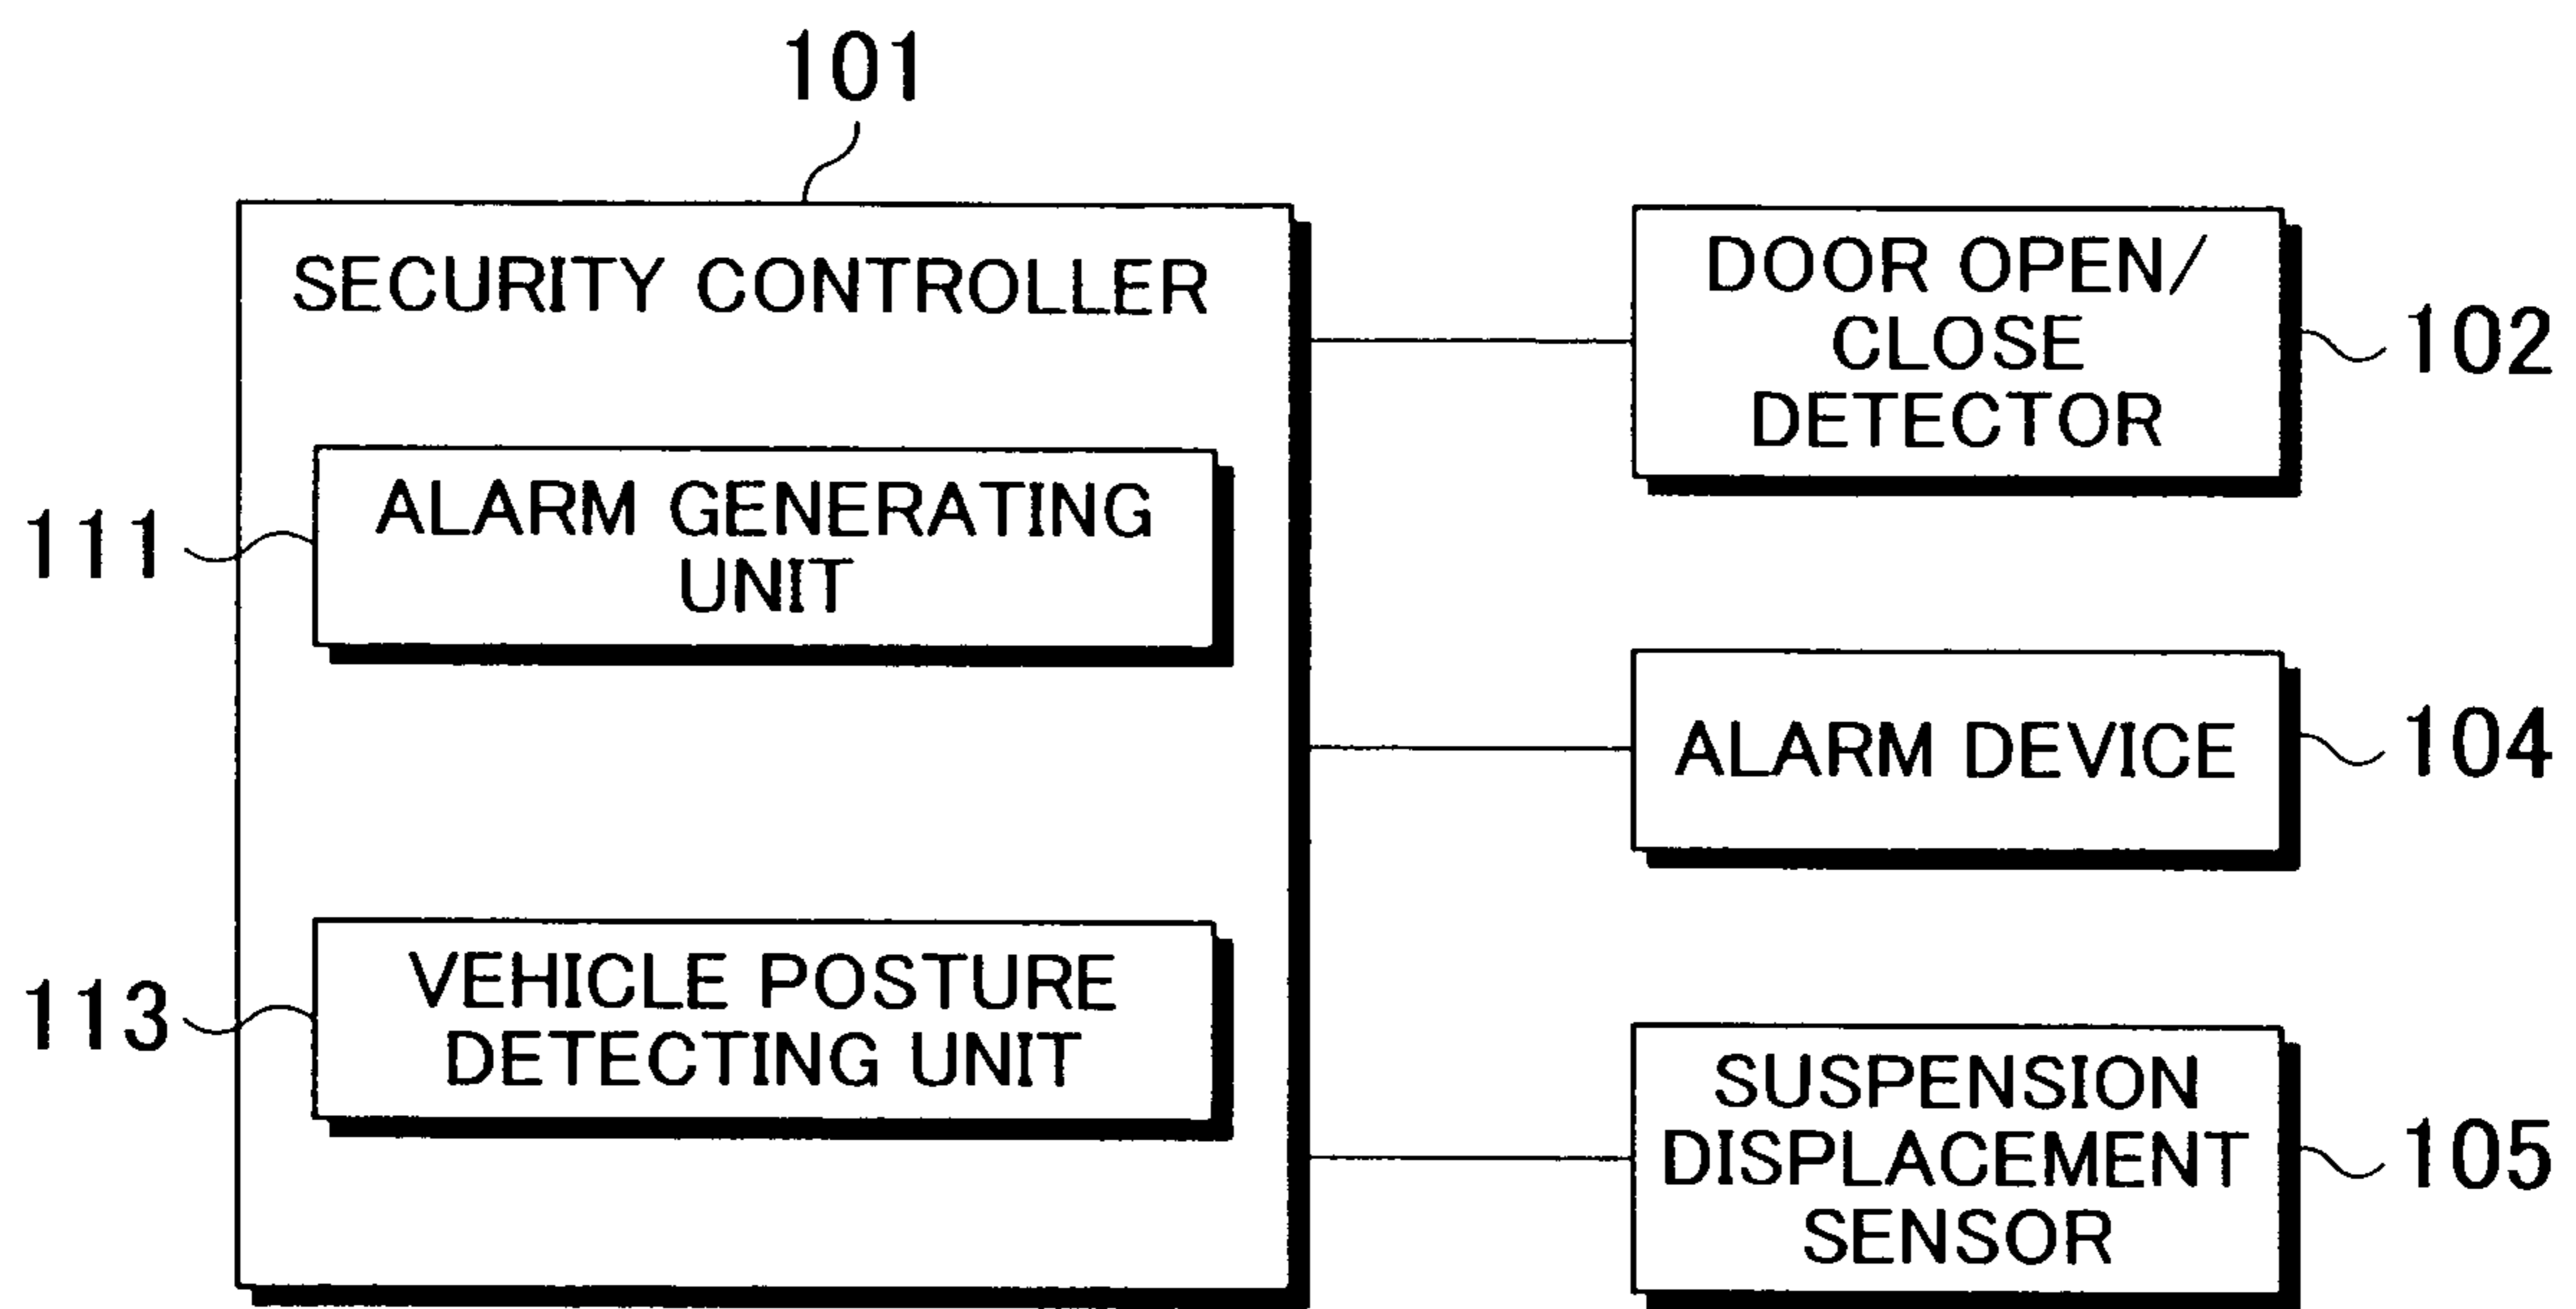 101
SECURITY CONTROLLER
111
ALARM GENERATING
UNIT
113
VEHICLE POSTURE
DETECTING UNIT
DOOR OPEN/
CLOSE
DETECTOR
102
ALARM DEVICE
104
SUSPENSION
DISPLACEMENT
SENSOR
105